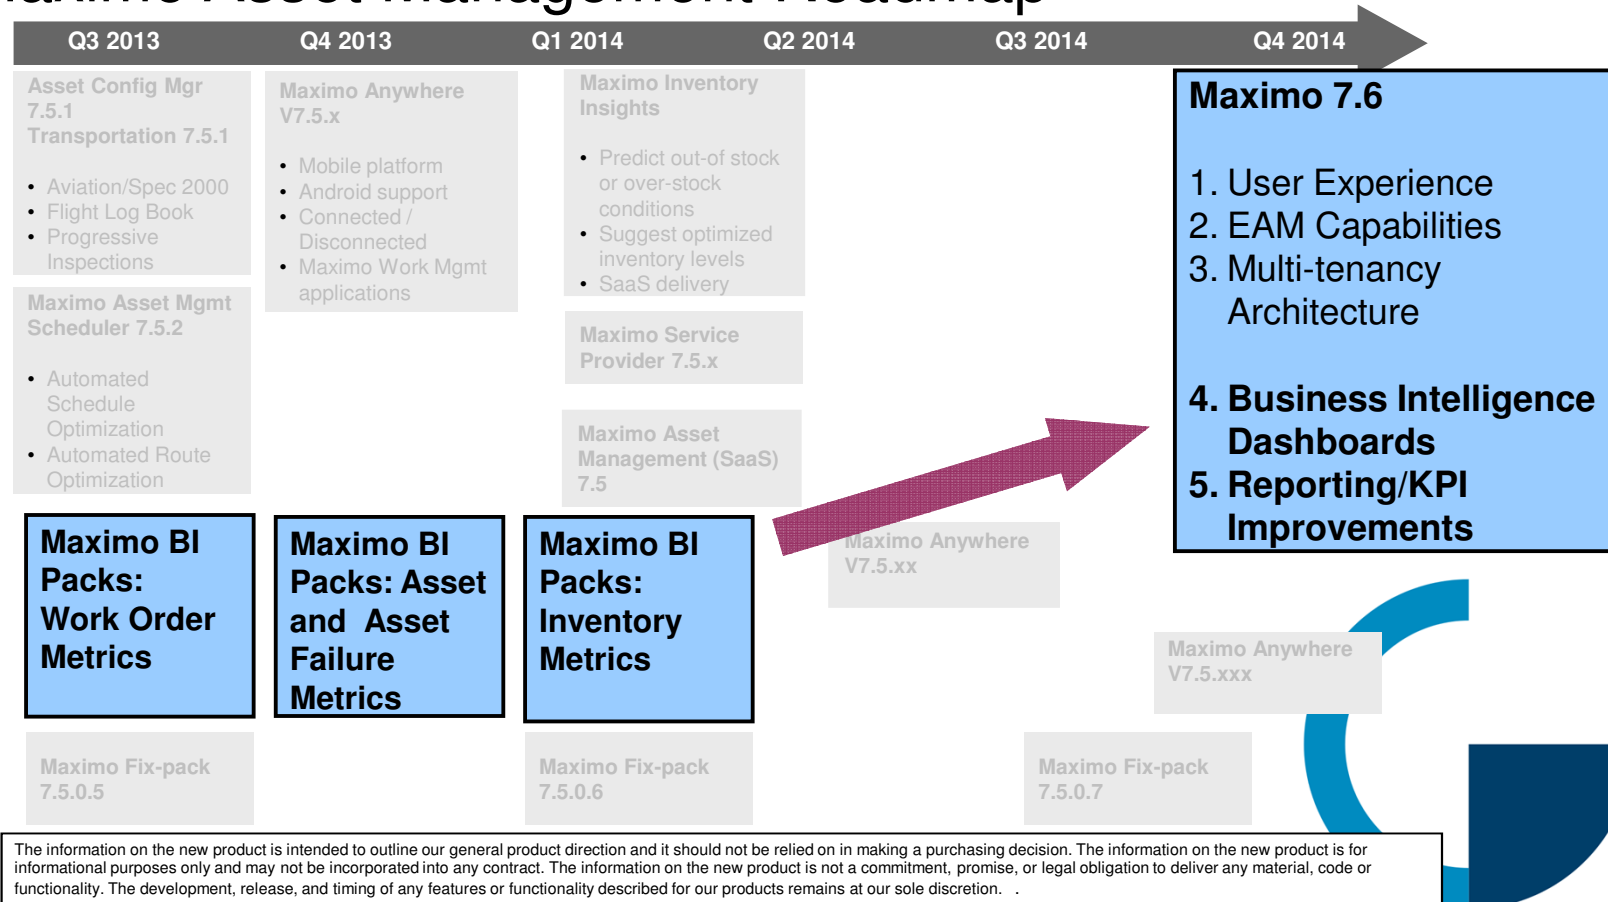 Maximo Asset Management Roadmap
Q3 2013
Q4 2013
Q1 2014
Q2 2014
Q3 2014
Q4 2014
Asset Config Mgr
7.5.1
Transportation 7.5.1
• Aviation/Spec 2000
• Flight Log Book
• Progressive
Inspections
Maximo Asset Mgmt
Scheduler 7.5.2
• Automated
Schedule
Optimization
• Automated Route
Optimization
Maximo BI
Packs:
Work Order
Metrics
Maximo Fix-pack
7.5.0.5
Maximo Anywhere
V7.5.x
• Mobile platform
• Android support
• Connected /
Disconnected
• Maximo Work Mgmt
applications
Maximo BI
Packs: Asset
and Asset
Failure
Metrics
Maximo Inventory
Insights
• Predict out-of stock
or over-stock
conditions
• Suggest optimized
inventory levels
• SaaS delivery
Maximo Service
Provider 7.5.x
Maximo Asset
Management (SaaS)
7.5
Maximo BI
Packs:
Inventory
Metrics
Maximo Fix-pack
7.5.0.6
Maximo Anywhere
V7.5.xx
Maximo Fix-pack
7.5.0.7
Maximo 7.6
1. User Experience
2. EAM Capabilities
3. Multi-tenancy
Architecture
4. Business Intelligence
Dashboards
5. Reporting/KPI
Improvements
Maximo Anywhere
V7.5.xxx
The information on the new product is intended to outline our general product direction and it should not be relied on in making a purchasing decision. The information on the new product is for
informational purposes only and may not be incorporated into any contract. The information on the new product is not a commitment, promise, or legal obligation to deliver any material, code or
functionality. The development, release, and timing of any features or functionality described for our products remains at our sole discretion. .